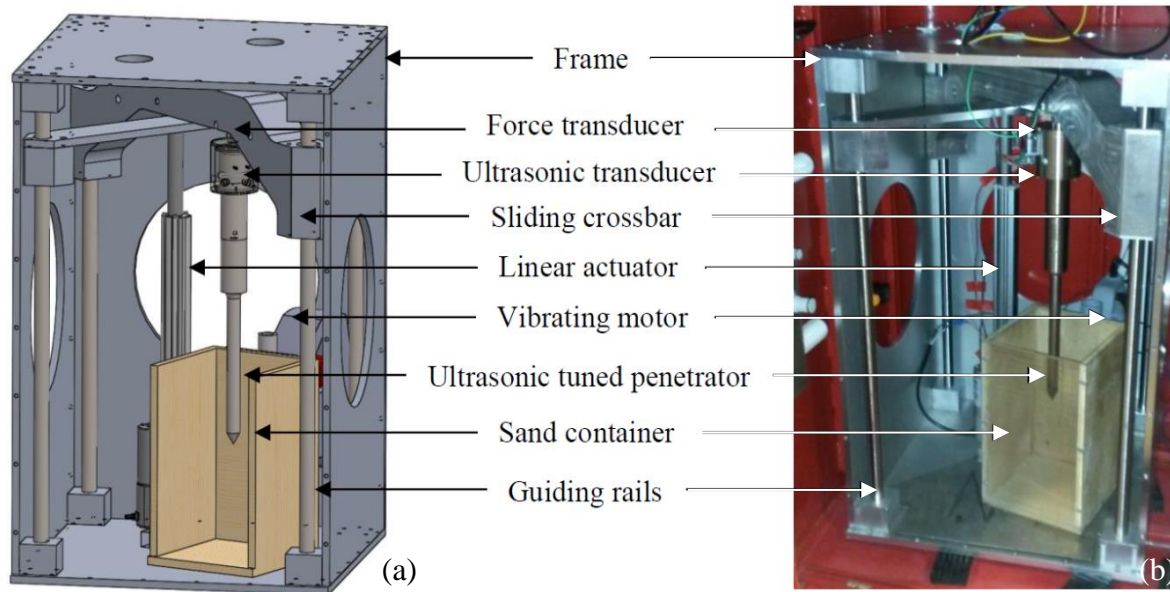 Frame
Force transducer
Ultrasonic transducer
Sliding crossbar
Linear actuator
Vibrating motor
Ultrasonic tuned penetrator
Sand container
Guiding rails
(a)
(b)